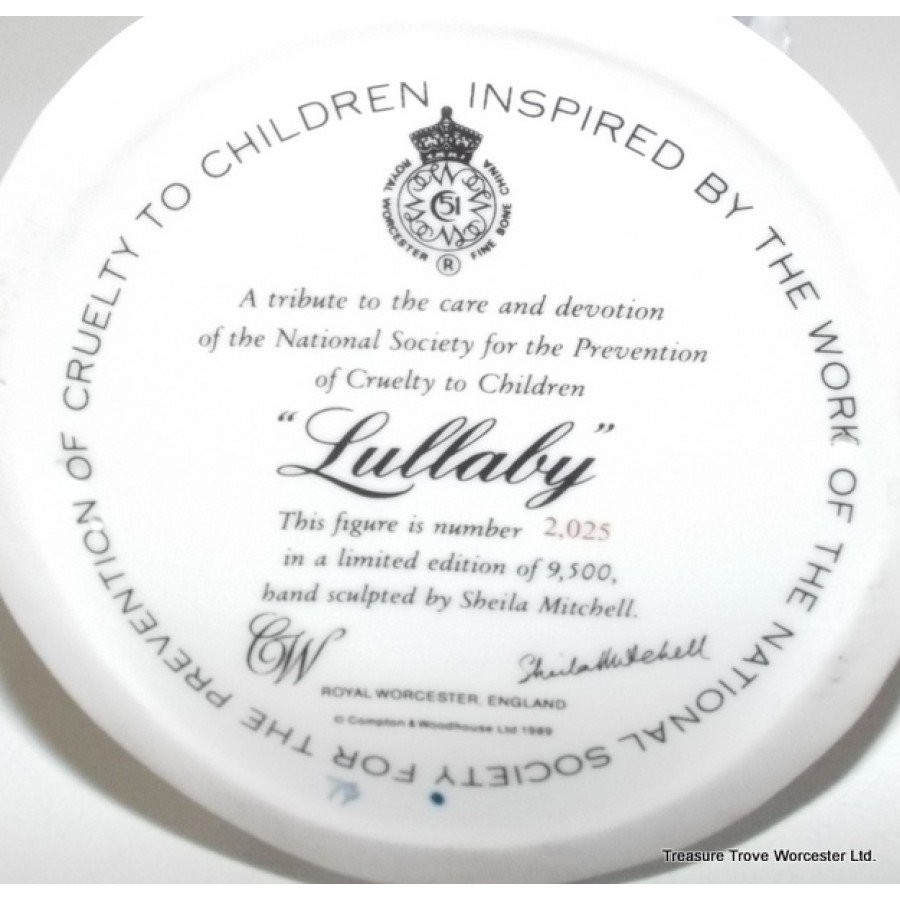 INSPIRED BY THE WORK OF THE NATIONAL SOCIETY FOR THE PREVENTION OF CRUELTY TO CHILDREN
ROYAL WORCESTER FINE BONE CHINA
51
®
A tribute to the care and devotion
of the National Society for the Prevention
of Cruelty to Children
"Lullaby"
This figure is number 2,025
in a limited edition of 9,500,
hand sculpted by Sheila Mitchell.
CW
Sheila Mitchell
ROYAL WORCESTER, ENGLAND
© Compton & Woodhouse Ltd 1989
Treasure Trove Worcester Ltd.